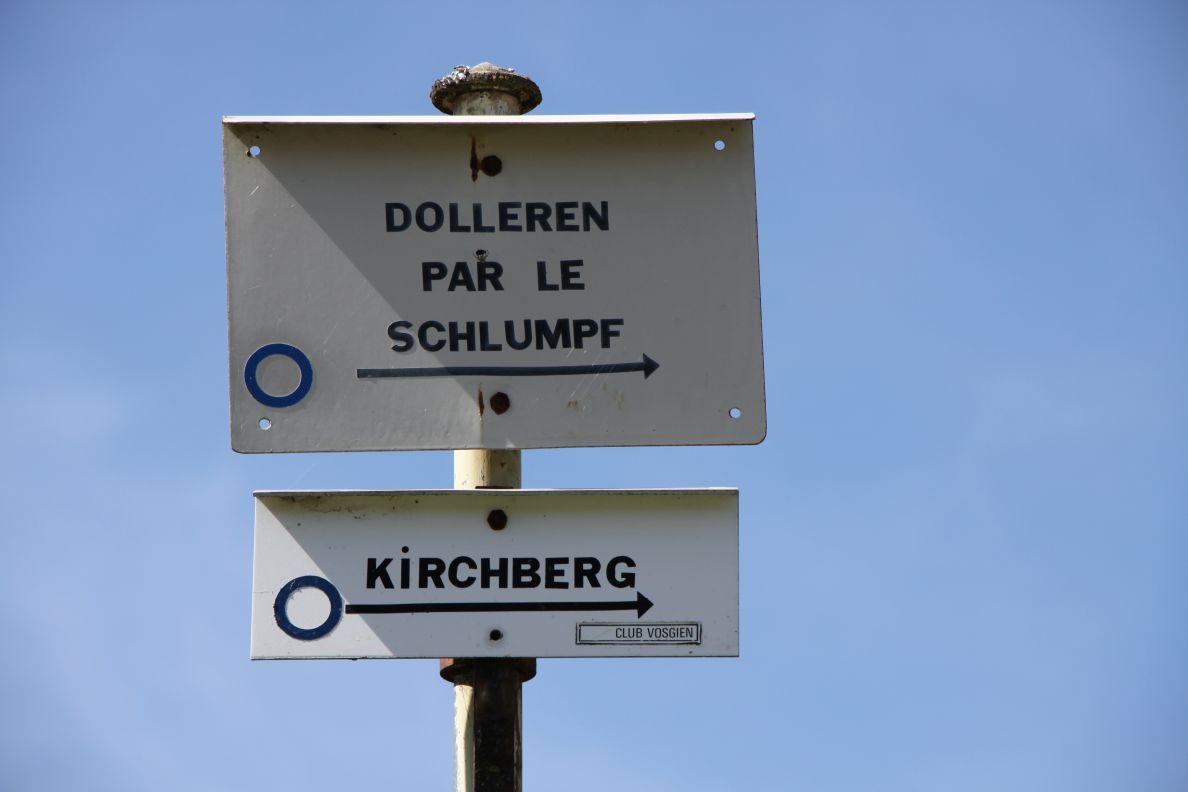 DOLLEREN
PAR LE
SCHLUMPF
KiRCHBERG
CLUB VOSGIEN